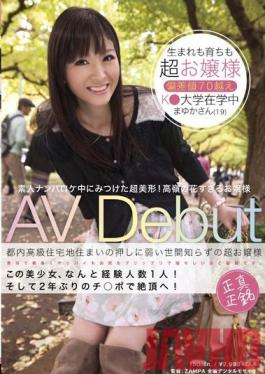 生まれも育ちも
超お嬢様
偏差値70越え
K●大学在学中
まゆかさん(19)
素人ナンパロケ中にみつけた超美形!高嶺の花すぎるお嬢様
AV Debut
都内高級住宅地住まいの押しに弱い世間知らずの超お嬢様
この美少女、なんと経験人数1人!
そして2年ぶりのチ○ポで絶頂へ!
正真
正銘